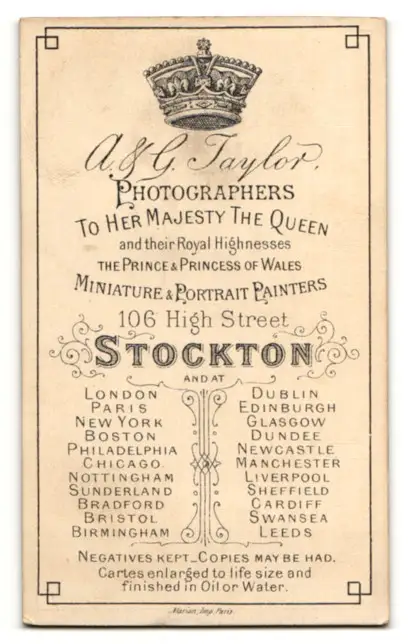 A. & G. Taylor.
PHOTOGRAPHERS
TO HER MAJESTY THE QUEEN
and their Royal Highnesses
THE PRINCE & PRINCESS OF WALES
MINIATURE & PORTRAIT PAINTERS
106 High Street
STOCKTON
AND AT
LONDON
PARIS
NEW YORK
BOSTON
PHILADELPHIA
CHICAGO.
NOTTINGHAM
SUNDERLAND
BRADFORD
BRISTOL
BIRMINGHAM
DUBLIN
EDINBURGH
GLASGOW
DUNDEE
NEWCASTLE
MANCHESTER
LIVERPOOL
SHEFFIELD
CARDIFF
SWANSEA
LEEDS
NEGATIVES KEPT_COPIES MAY BE HAD.
Cartes enlarged to life size and
finished in Oil or Water.
Marion, Imp. Paris.